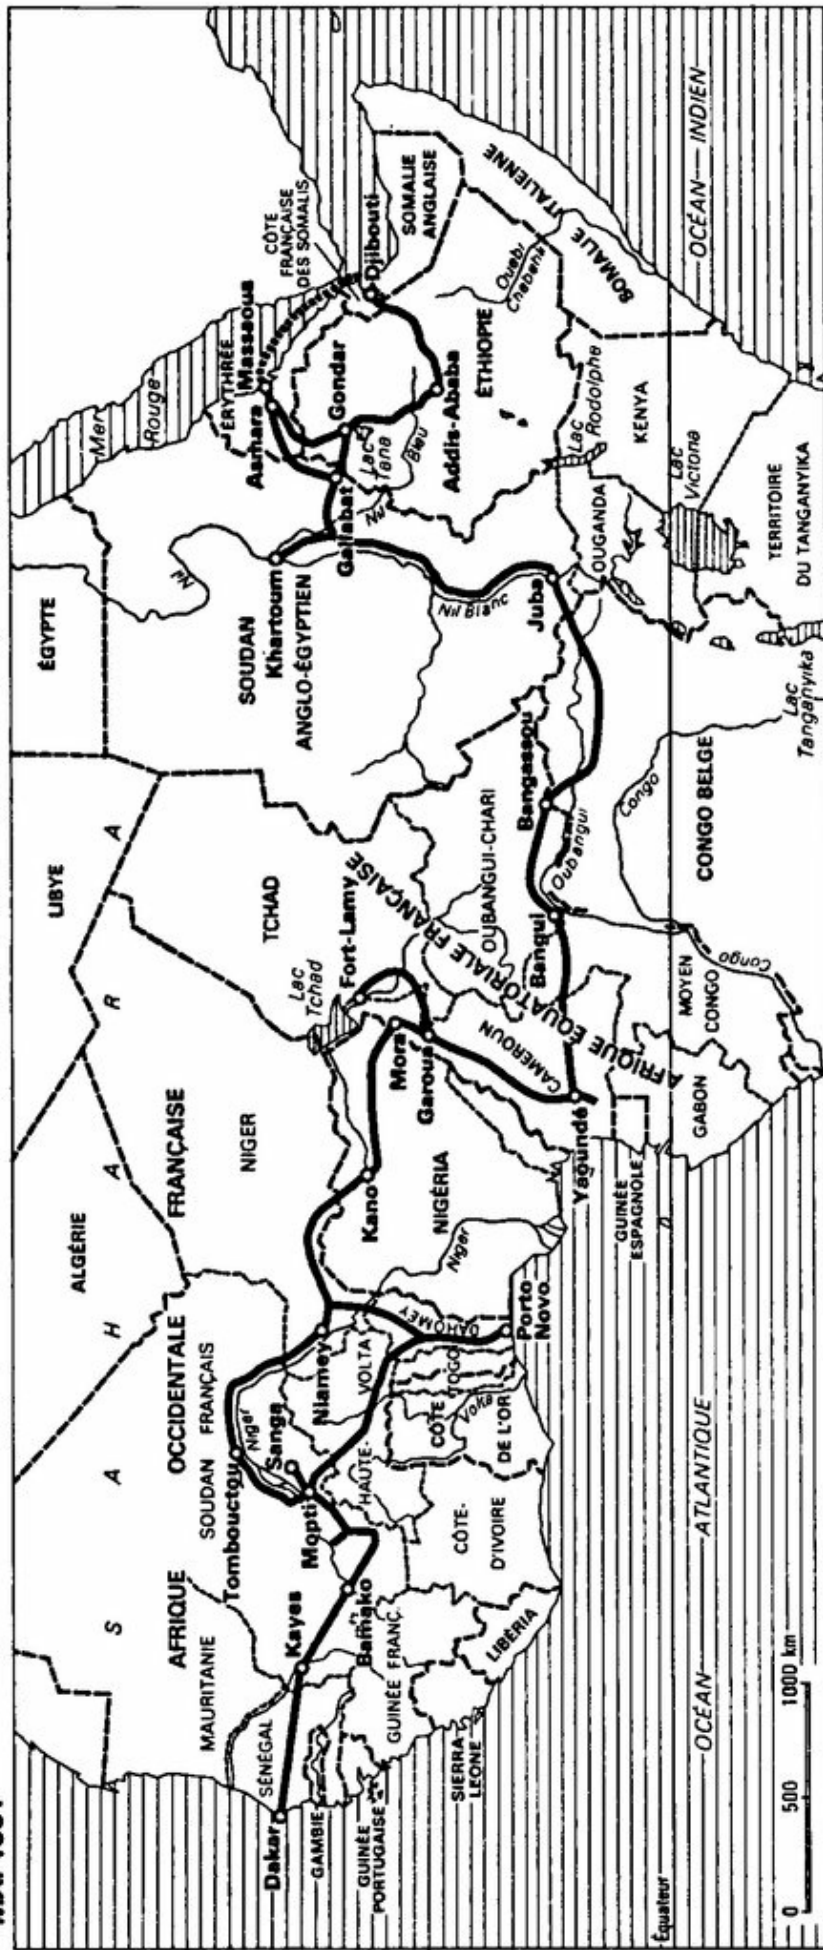 Mer
Rouge
ÉGYPTE
LIBYE
ALGÉRIE
S A H A R A
ÉRYTHRÉE
Massaoua
Asmara
CÔTE
FRANÇAISE
DES SOMALIS
Djibouti
SOMALIE
ANGLAISE
Gondar
Lac
Tana
Nil
Bleu
Gallabat
Addis-Ababa
ÉTHIOPIE
Ouebi
Chabeha
SOMALIE ITALIENNE
OCÉAN INDIEN
Nil
Khartoum
SOUDAN
ANGLO-ÉGYPTIEN
Nil Blanc
Juba
Lac
Rodolphe
KENYA
OUGANDA
Lac
Victoria
TERRITOIRE
DU TANGANYIKA
Lac
Tanganyika
TCHAD
Lac
Tchad
Fort-Lamy
OUBANGUI-CHARI
AFRIQUE ÉQUATORIALE FRANÇAISE
Bangassou
Oubangui
Bangui
Congo
CONGO BELGE
MOYEN
CONGO
Congo
GABON
GUINÉE
ESPAGNOLE
CAMEROUN
Mora
Garoua
Yaoundé
AFRIQUE OCCIDENTALE FRANÇAISE
NIGER
Kano
NIGÉRIA
Niger
SOUDAN FRANÇAIS
Niger
Tombouctou
Sanga
Mopti
Niamey
HAUTE-VOLTA
DAHOMEY
TOGO
Porto
Novo
CÔTE
DE L'OR
Volta
CÔTE-
D'IVOIRE
MAURITANIE
Kayes
Bamako
SÉNÉGAL
Dakar
GAMBIE
GUINÉE
PORTUGAISE
GUINÉE FRANÇ.
SIERRA-
LEONE
LIBÉRIA
OCÉAN ATLANTIQUE
Équateur
0 500 1000 km